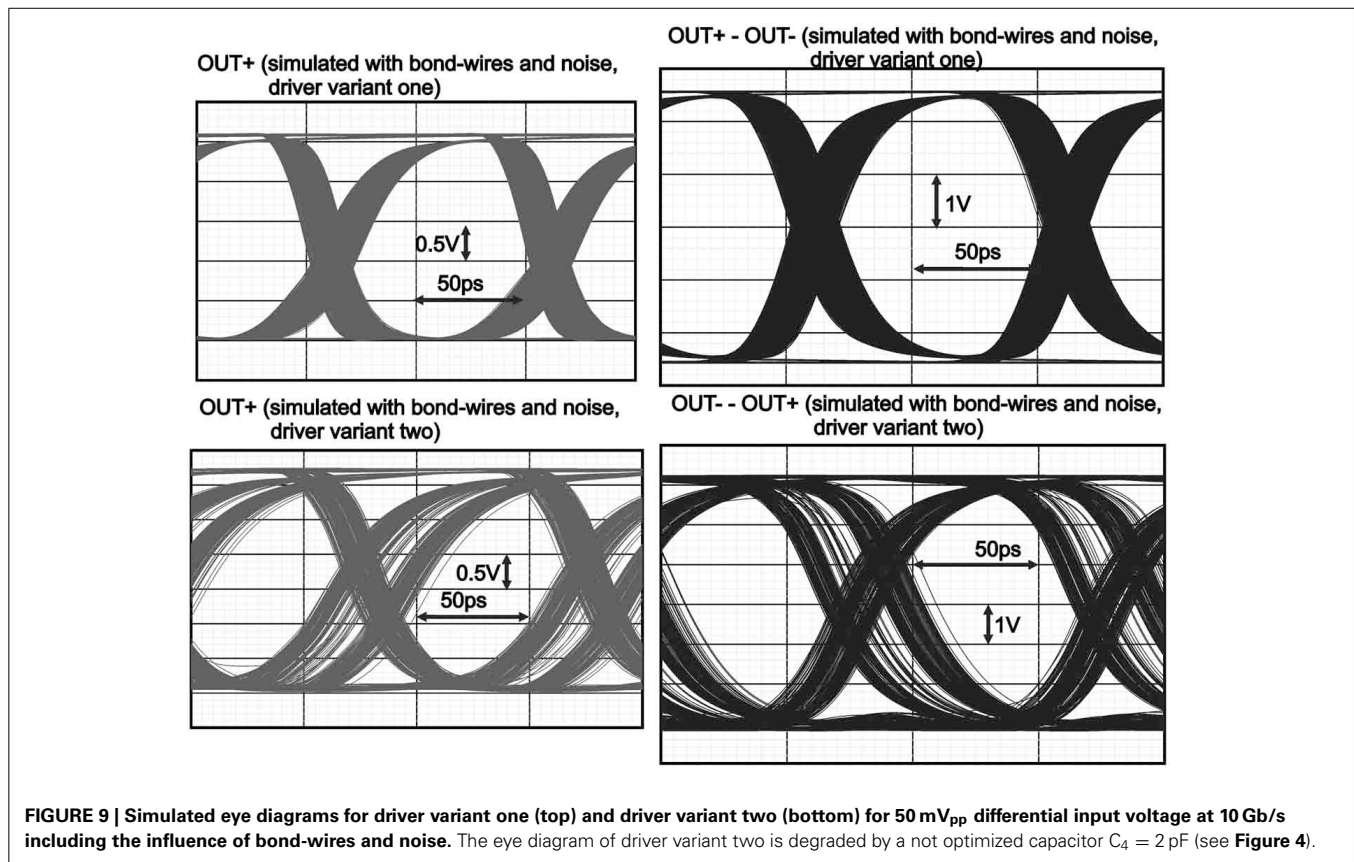 OUT+ (simulated with bond-wires and noise,
driver variant one)
0.5V
50ps
OUT+ - OUT- (simulated with bond-wires and noise,
driver variant one)
1V
50ps
OUT+ (simulated with bond-wires and noise,
driver variant two)
0.5V
50ps
OUT- - OUT+ (simulated with bond-wires and noise,
driver variant two)
50ps
1V
FIGURE 9 | Simulated eye diagrams for driver variant one (top) and driver variant two (bottom) for 50 mVpp differential input voltage at 10 Gb/s
including the influence of bond-wires and noise. The eye diagram of driver variant two is degraded by a not optimized capacitor C4 = 2 pF (see Figure 4).